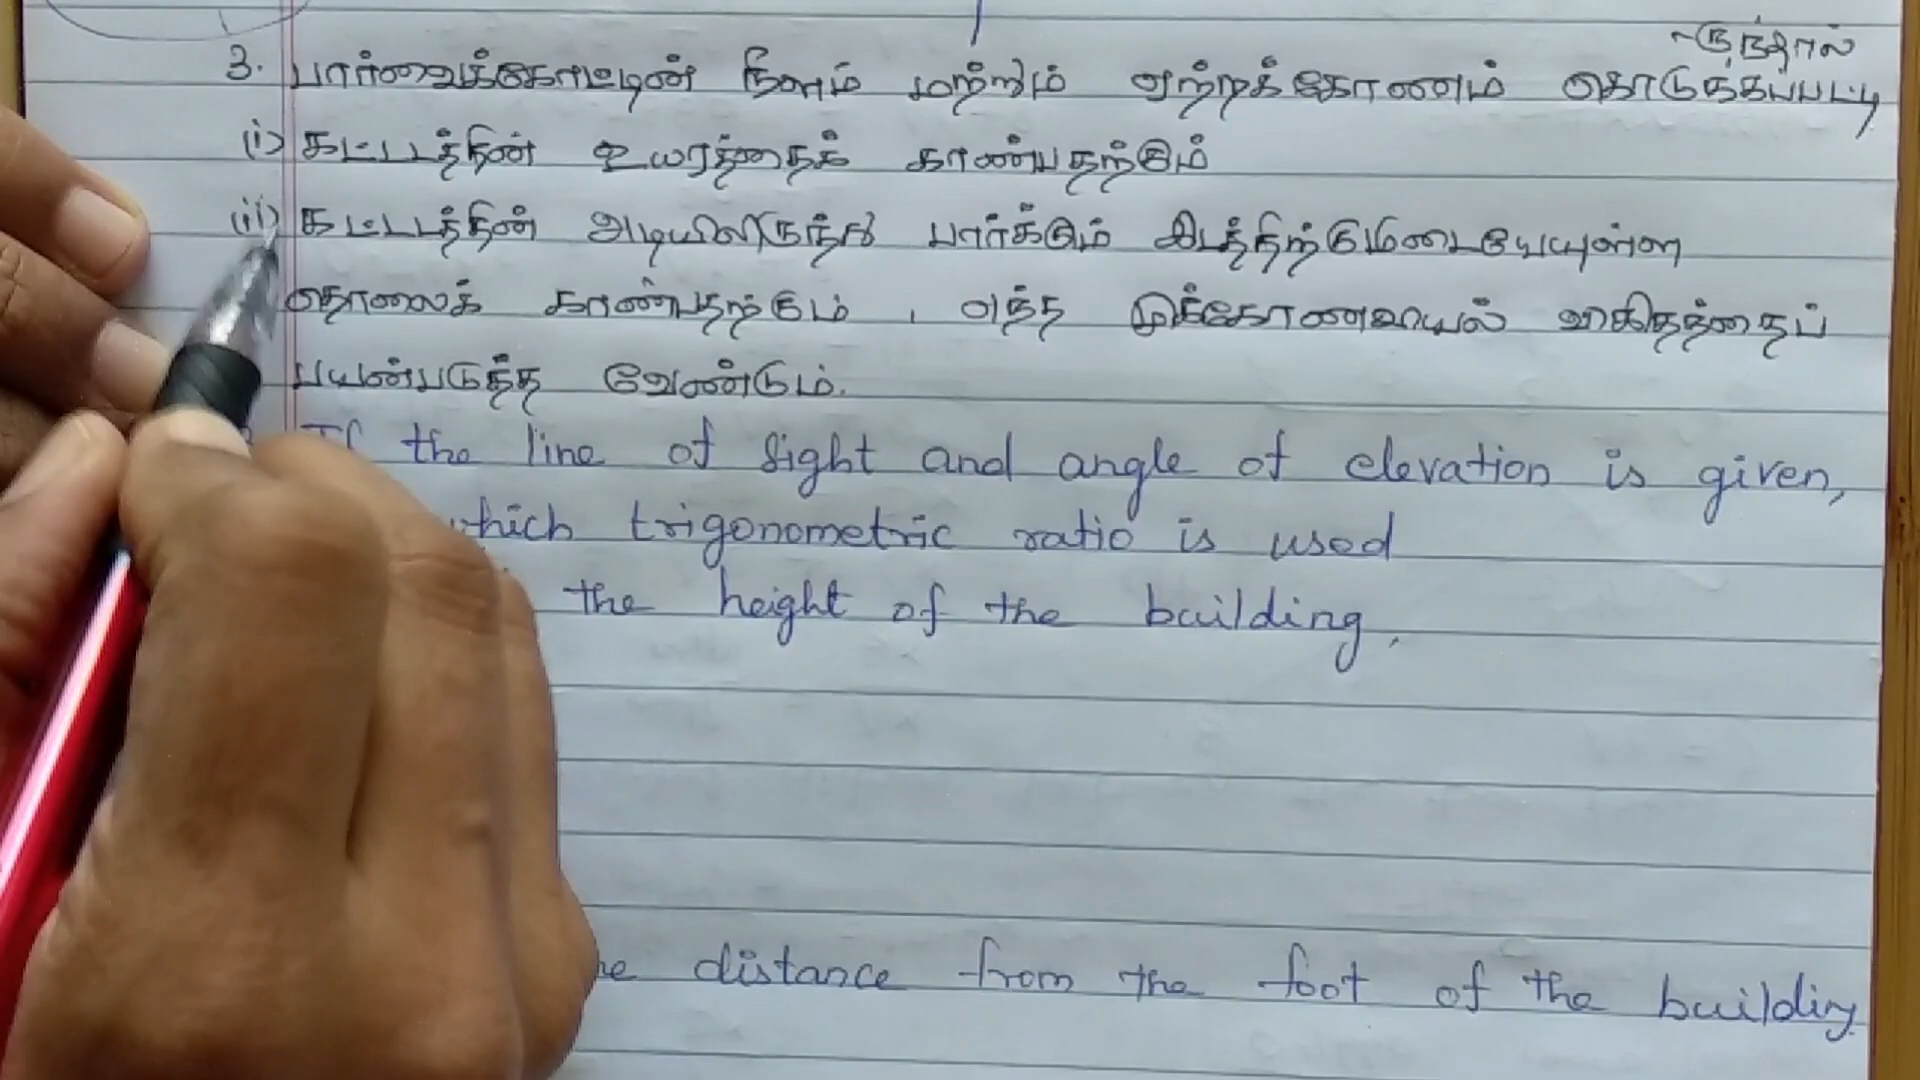 3. பார்வைக்கோட்டின் நீளம் மற்றும் ஏற்றக்கோணம் கொடுக்கப்பட்டி
ருந்தால்
(i) கட்டடத்தின் உயரத்தைக் காண்பதற்கும்
(ii) கட்டடத்தின் அடியிலிருந்து பார்க்கும் இடத்திற்குமிடையேயுள்ள
தொலைக் காண்பதற்கும் , எந்த முக்கோணவியல் விகிதத்தைப்
பயன்படுத்த வேண்டும்.
If the line of sight and angle of elevation is given,
which trigonometric ratio is used
the height of the building.
distance from the foot of the building